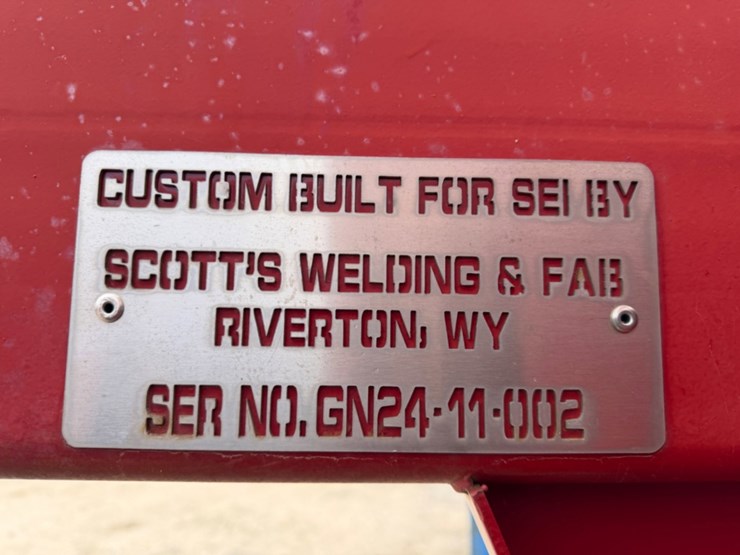 CUSTOM BUILT FOR SEI BY
SCOTT'S WELDING & FAB
RIVERTON, WY
SER NO. GN24-11-002